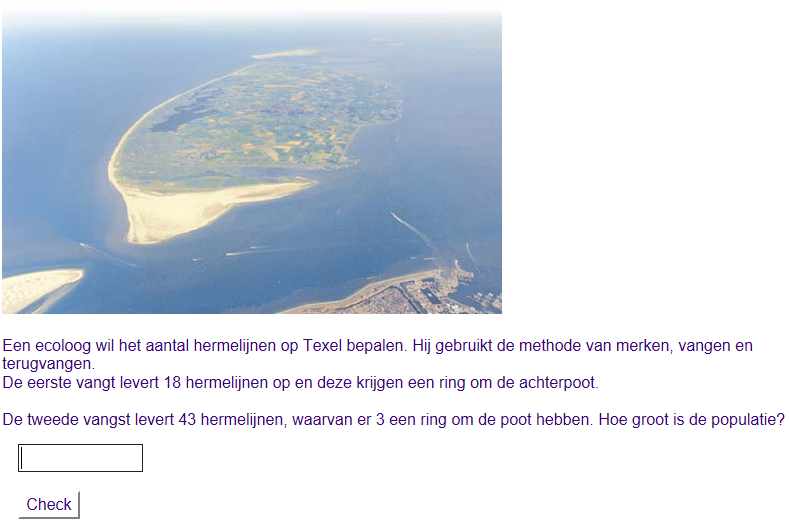 Een ecoloog wil het aantal hermelijnen op Texel bepalen. Hij gebruikt de methode van merken, vangen en
terugvangen.
De eerste vangt levert 18 hermelijnen op en deze krijgen een ring om de achterpoot.
De tweede vangst levert 43 hermelijnen, waarvan er 3 een ring om de poot hebben. Hoe groot is de populatie?
Check